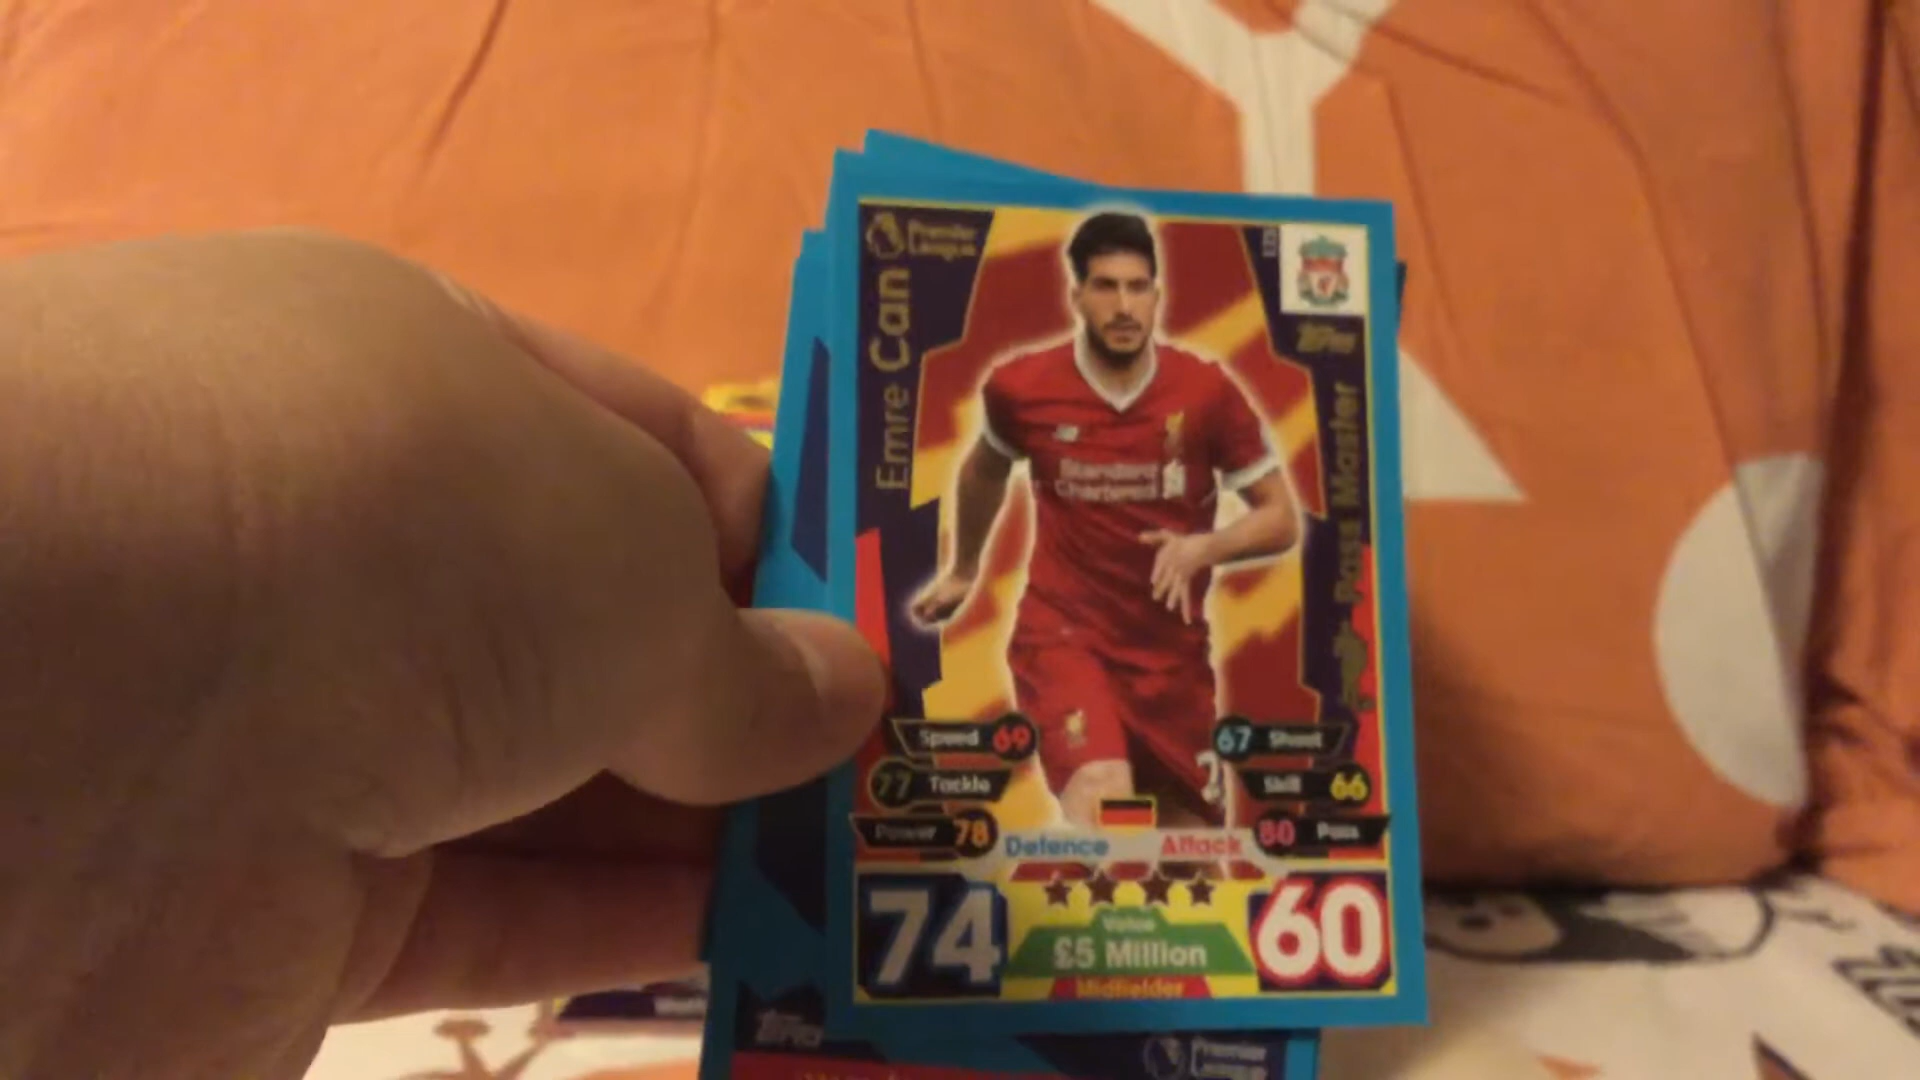 Premier
League
Emre Can
Topps
Pass Master
Standard
Chartered
Speed 69
67 Shoot
77 Tackle
Skill 66
Power 78
80 Pass
Defence
Attack
74
60
Value
£5 Million
Midfielder
Topps
Premier
League